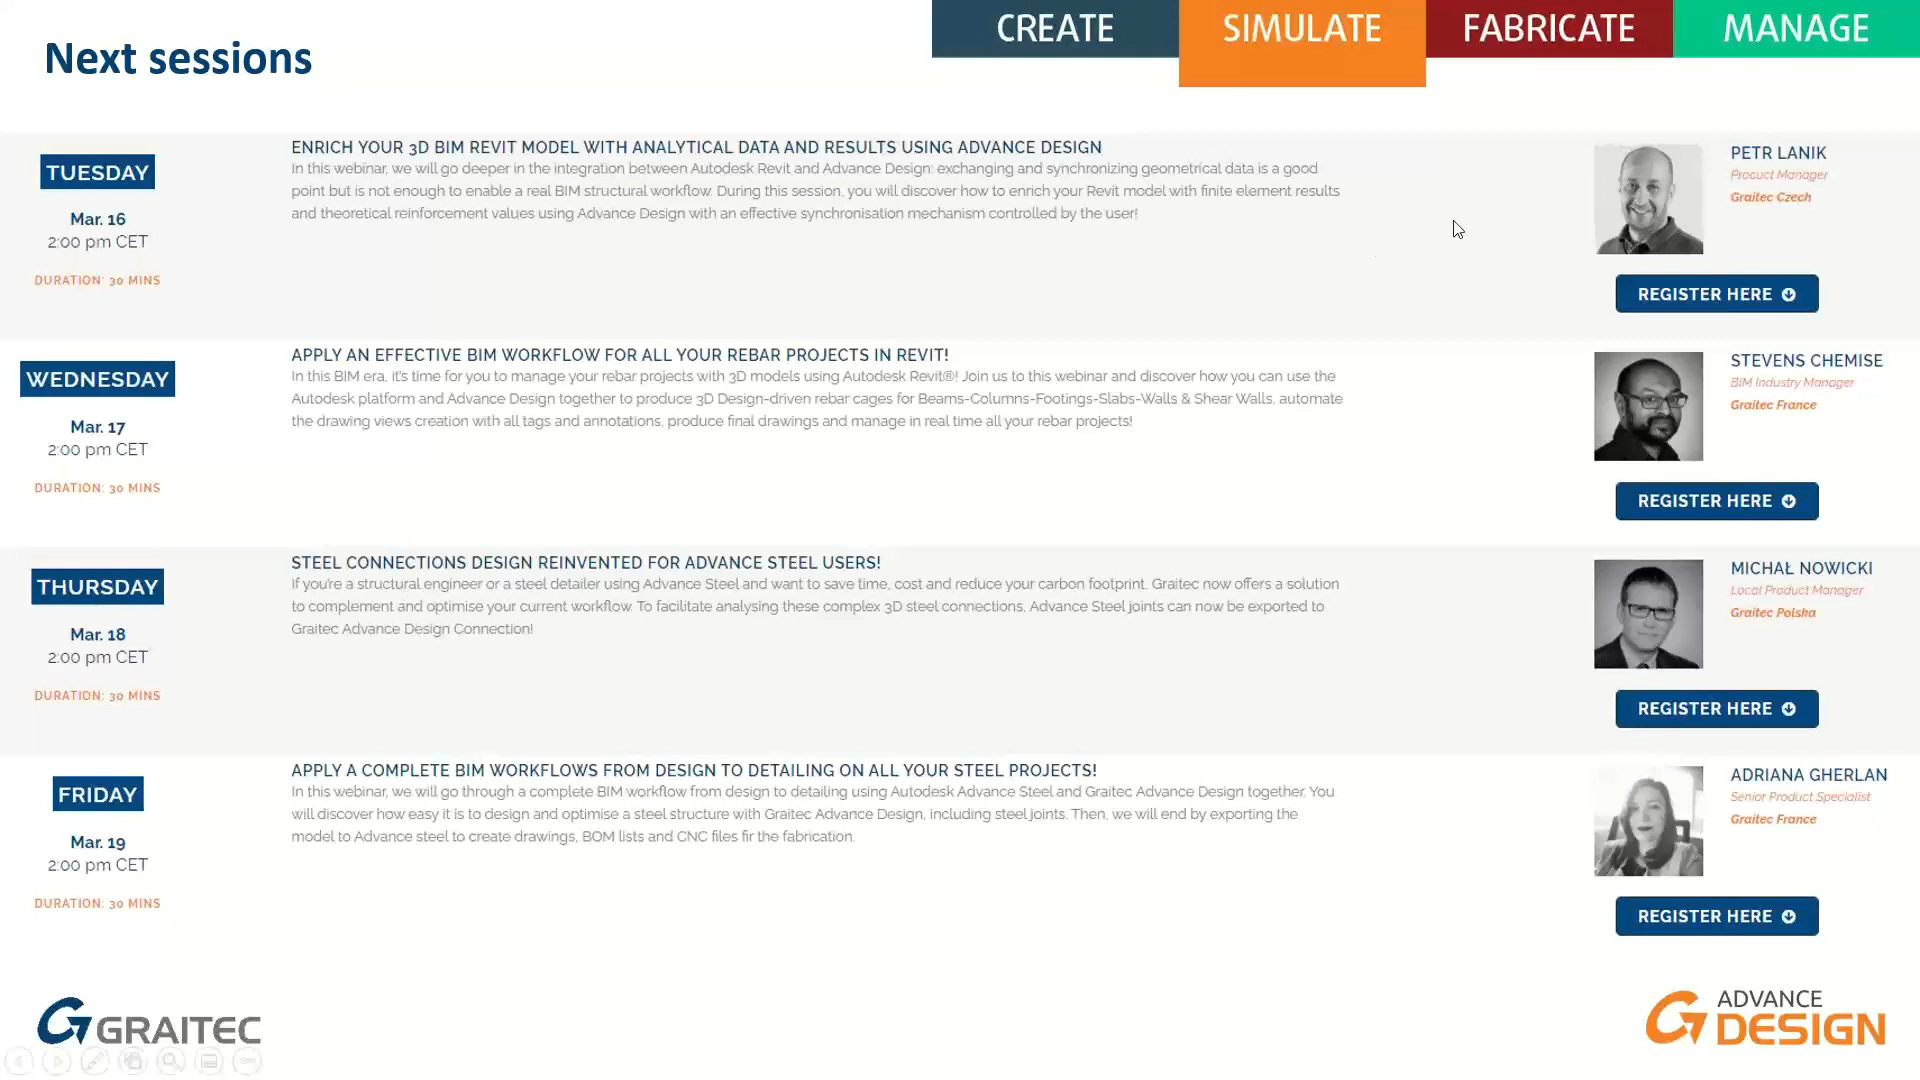 Next sessions
CREATE
SIMULATE
FABRICATE
MANAGE
TUESDAY
Mar. 16
2:00 pm CET
DURATION: 30 MINS
ENRICH YOUR 3D BIM REVIT MODEL WITH ANALYTICAL DATA AND RESULTS USING ADVANCE DESIGN
In this webinar, we will go deeper in the integration between Autodesk Revit and Advance Design: exchanging and synchronizing geometrical data is a good
point but is not enough to enable a real BIM structural workflow. During this session, you will discover how to enrich your Revit model with finite element results
and theoretical reinforcement values using Advance Design with an effective synchronisation mechanism controlled by the user!
PETR LANIK
Product Manager
Graitec Czech
REGISTER HERE
WEDNESDAY
Mar. 17
2:00 pm CET
DURATION: 30 MINS
APPLY AN EFFECTIVE BIM WORKFLOW FOR ALL YOUR REBAR PROJECTS IN REVIT!
In this BIM era, it's time for you to manage your rebar projects with 3D models using Autodesk Revit®! Join us to this webinar and discover how you can use the
Autodesk platform and Advance Design together to produce 3D Design-driven rebar cages for Beams-Columns-Footings-Slabs-Walls & Shear Walls, automate
the drawing views creation with all tags and annotations, produce final drawings and manage in real time all your rebar projects!
STEVENS CHEMISE
BIM Industry Manager
Graitec France
REGISTER HERE
THURSDAY
Mar. 18
2:00 pm CET
DURATION: 30 MINS
STEEL CONNECTIONS DESIGN REINVENTED FOR ADVANCE STEEL USERS!
If you're a structural engineer or a steel detailer using Advance Steel and want to save time, cost and reduce your carbon footprint, Graitec now offers a solution
to complement and optimise your current workflow. To facilitate analysing these complex 3D steel connections, Advance Steel joints can now be exported to
Graitec Advance Design Connection!
MICHAŁ NOWICKI
Local Product Manager
Graitec Polska
REGISTER HERE
FRIDAY
Mar. 19
2:00 pm CET
DURATION: 30 MINS
APPLY A COMPLETE BIM WORKFLOWS FROM DESIGN TO DETAILING ON ALL YOUR STEEL PROJECTS!
In this webinar, we will go through a complete BIM workflow from design to detailing using Autodesk Advance Steel and Graitec Advance Design together. You
will discover how easy it is to design and optimise a steel structure with Graitec Advance Design, including steel joints. Then, we will end by exporting the
model to Advance steel to create drawings, BOM lists and CNC files fir the fabrication.
ADRIANA GHERLAN
Senior Product Specialist
Graitec France
REGISTER HERE
GRAITEC
ADVANCE
DESIGN